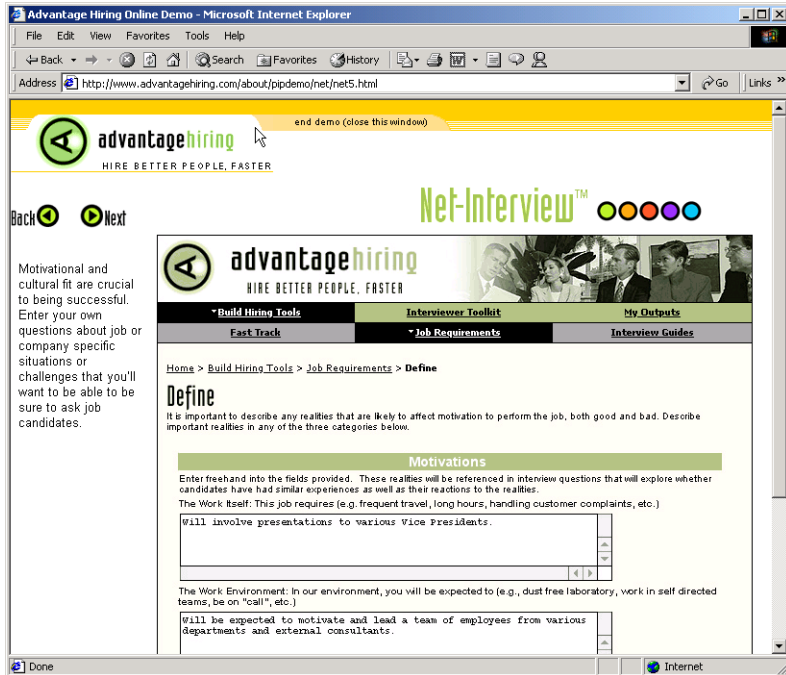 Advantage Hiring Online Demo - Microsoft Internet Explorer
File Edit View Favorites Tools Help
Back Search Favorites History
Address http://www.advantagehiring.com/about/pipdemo/net/net5.html Go Links »
end demo (close this window)
advantagehiring
HIRE BETTER PEOPLE, FASTER
Net-Interview™
Back Next
advantagehiring
HIRE BETTER PEOPLE, FASTER
Build Hiring Tools Interviewer Toolkit My Outputs
Fast Track Job Requirements Interview Guides
Motivational and
cultural fit are crucial
to being successful.
Enter your own
questions about job or
company specific
situations or
challenges that you'll
want to be able to be
sure to ask job
candidates.
Home > Build Hiring Tools > Job Requirements > Define
Define
It is important to describe any realities that are likely to affect motivation to perform the job, both good and bad. Describe
important realities in any of the three categories below.
Motivations
Enter freehand into the fields provided. These realities will be referenced in interview questions that will explore whether
candidates have had similar experiences as well as their reactions to the realities.
The Work Itself: This job requires (e.g. frequent travel, long hours, handling customer complaints, etc.)
Will involve presentations to various Vice Presidents.
The Work Environment: In our environment, you will be expected to (e.g., dust free laboratory, work in self directed
teams, be on "call", etc.)
Will be expected to motivate and lead a team of employees from various
departments and external consultants.
Done Internet